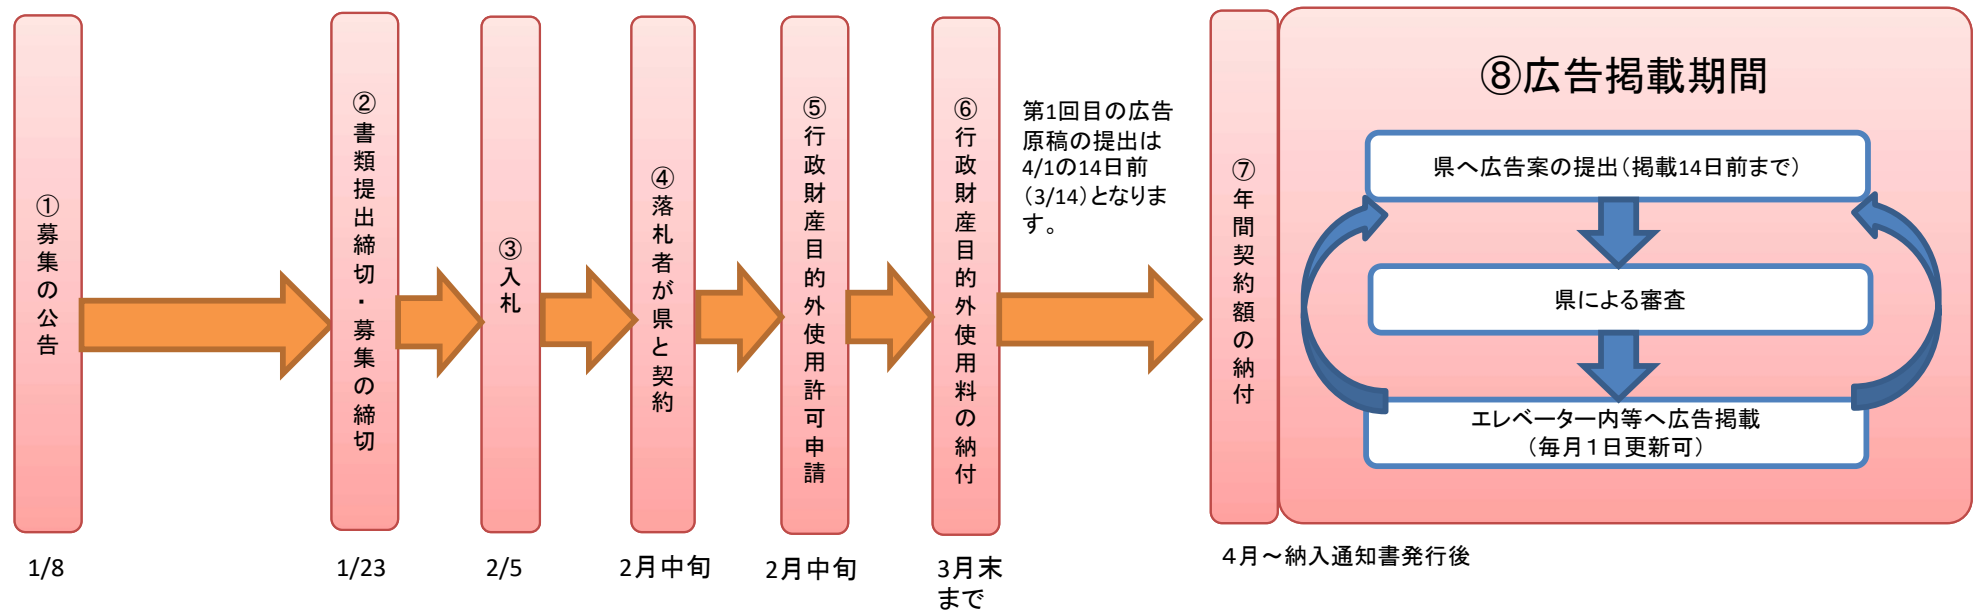 ①募集の公告
1/8
②書類提出締切・募集の締切
1/23
③入札
2/5
④落札者が県と契約
2月中旬
⑤行政財産目的外使用許可申請
2月中旬
⑥行政財産目的外使用料の納付
3月末
まで
第1回目の広告
原稿の提出は
4/1の14日前
（3/14）となりま
す。
⑦年間契約額の納付
４月～納入通知書発行後
⑧広告掲載期間
県へ広告案の提出（掲載14日前まで）
県による審査
エレベーター内等へ広告掲載
（毎月１日更新可）